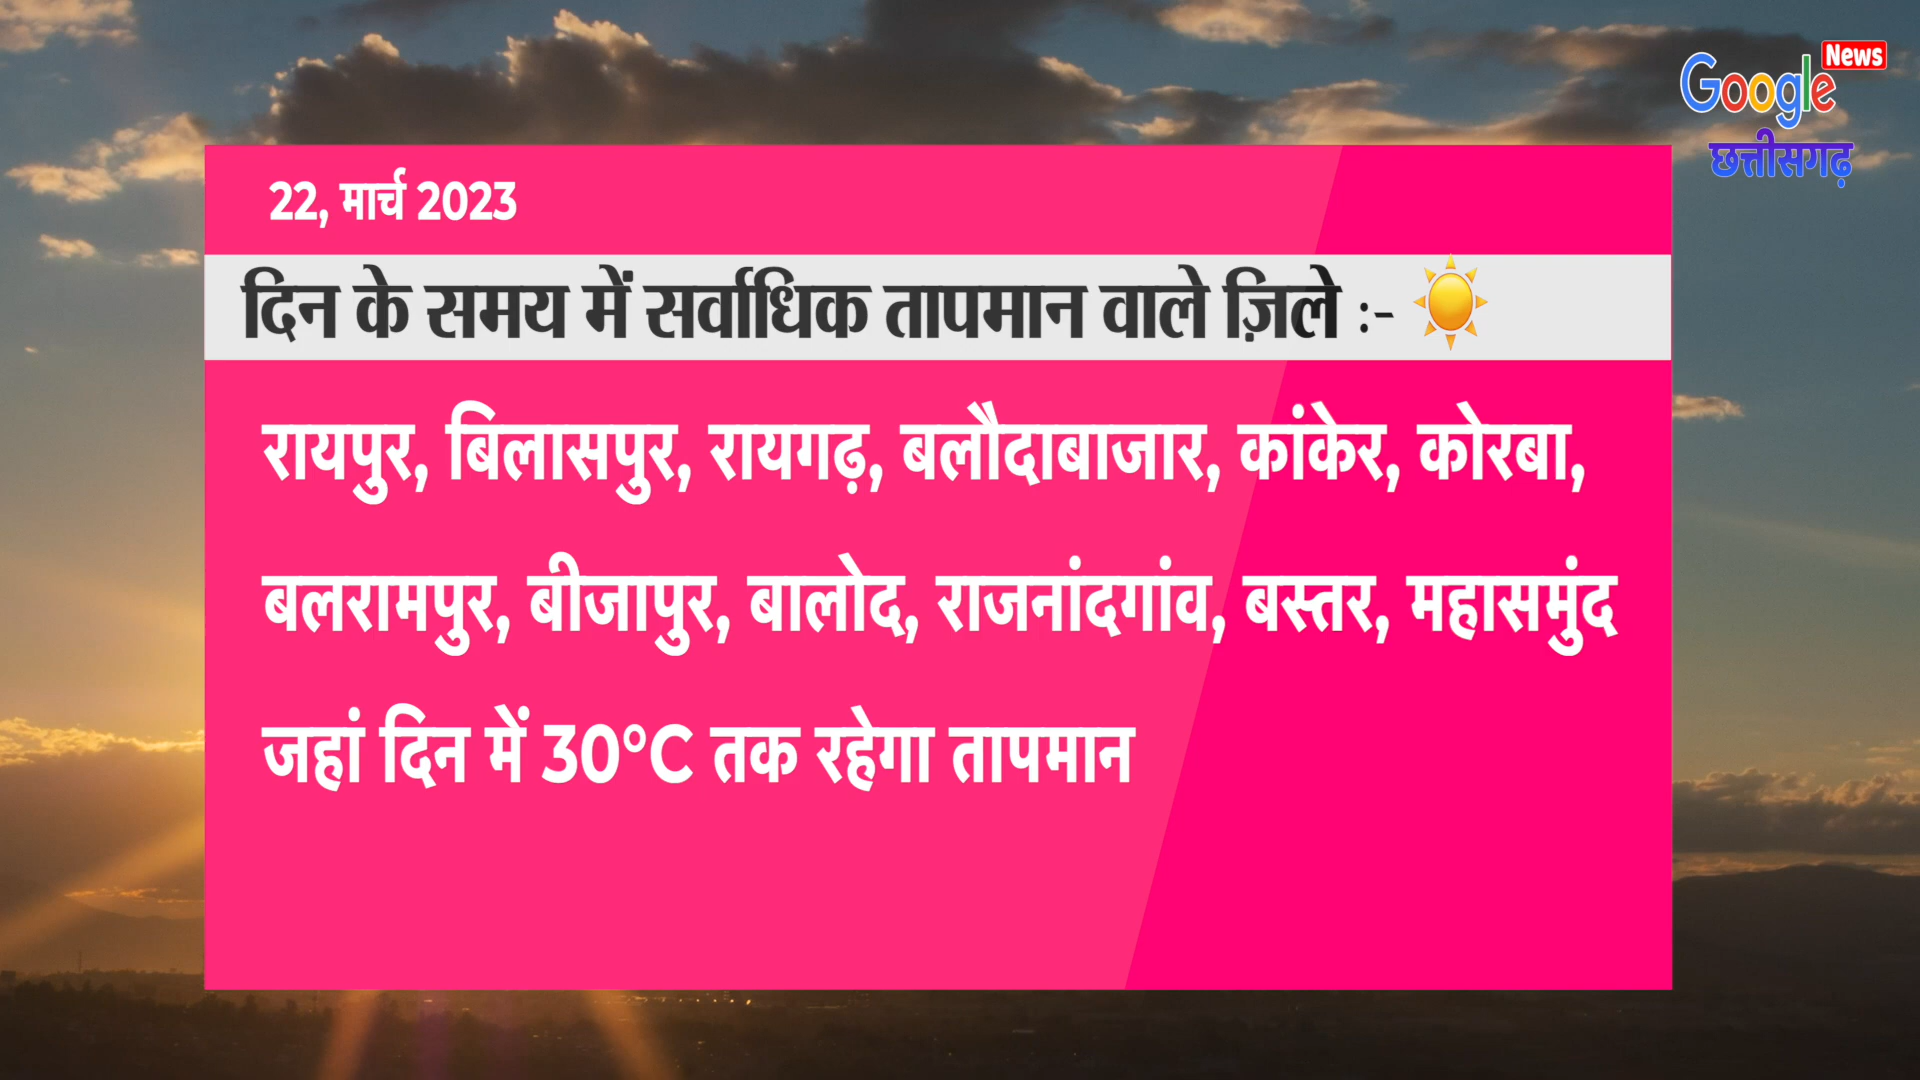 Google News
छत्तीसगढ़
22, मार्च 2023
दिन के समय में सर्वाधिक तापमान वाले ज़िले :-
रायपुर, बिलासपुर, रायगढ़, बलौदाबाजार, कांकेर, कोरबा,
बलरामपुर, बीजापुर, बालोद, राजनांदगांव, बस्तर, महासमुंद
जहां दिन में 30°C तक रहेगा तापमान